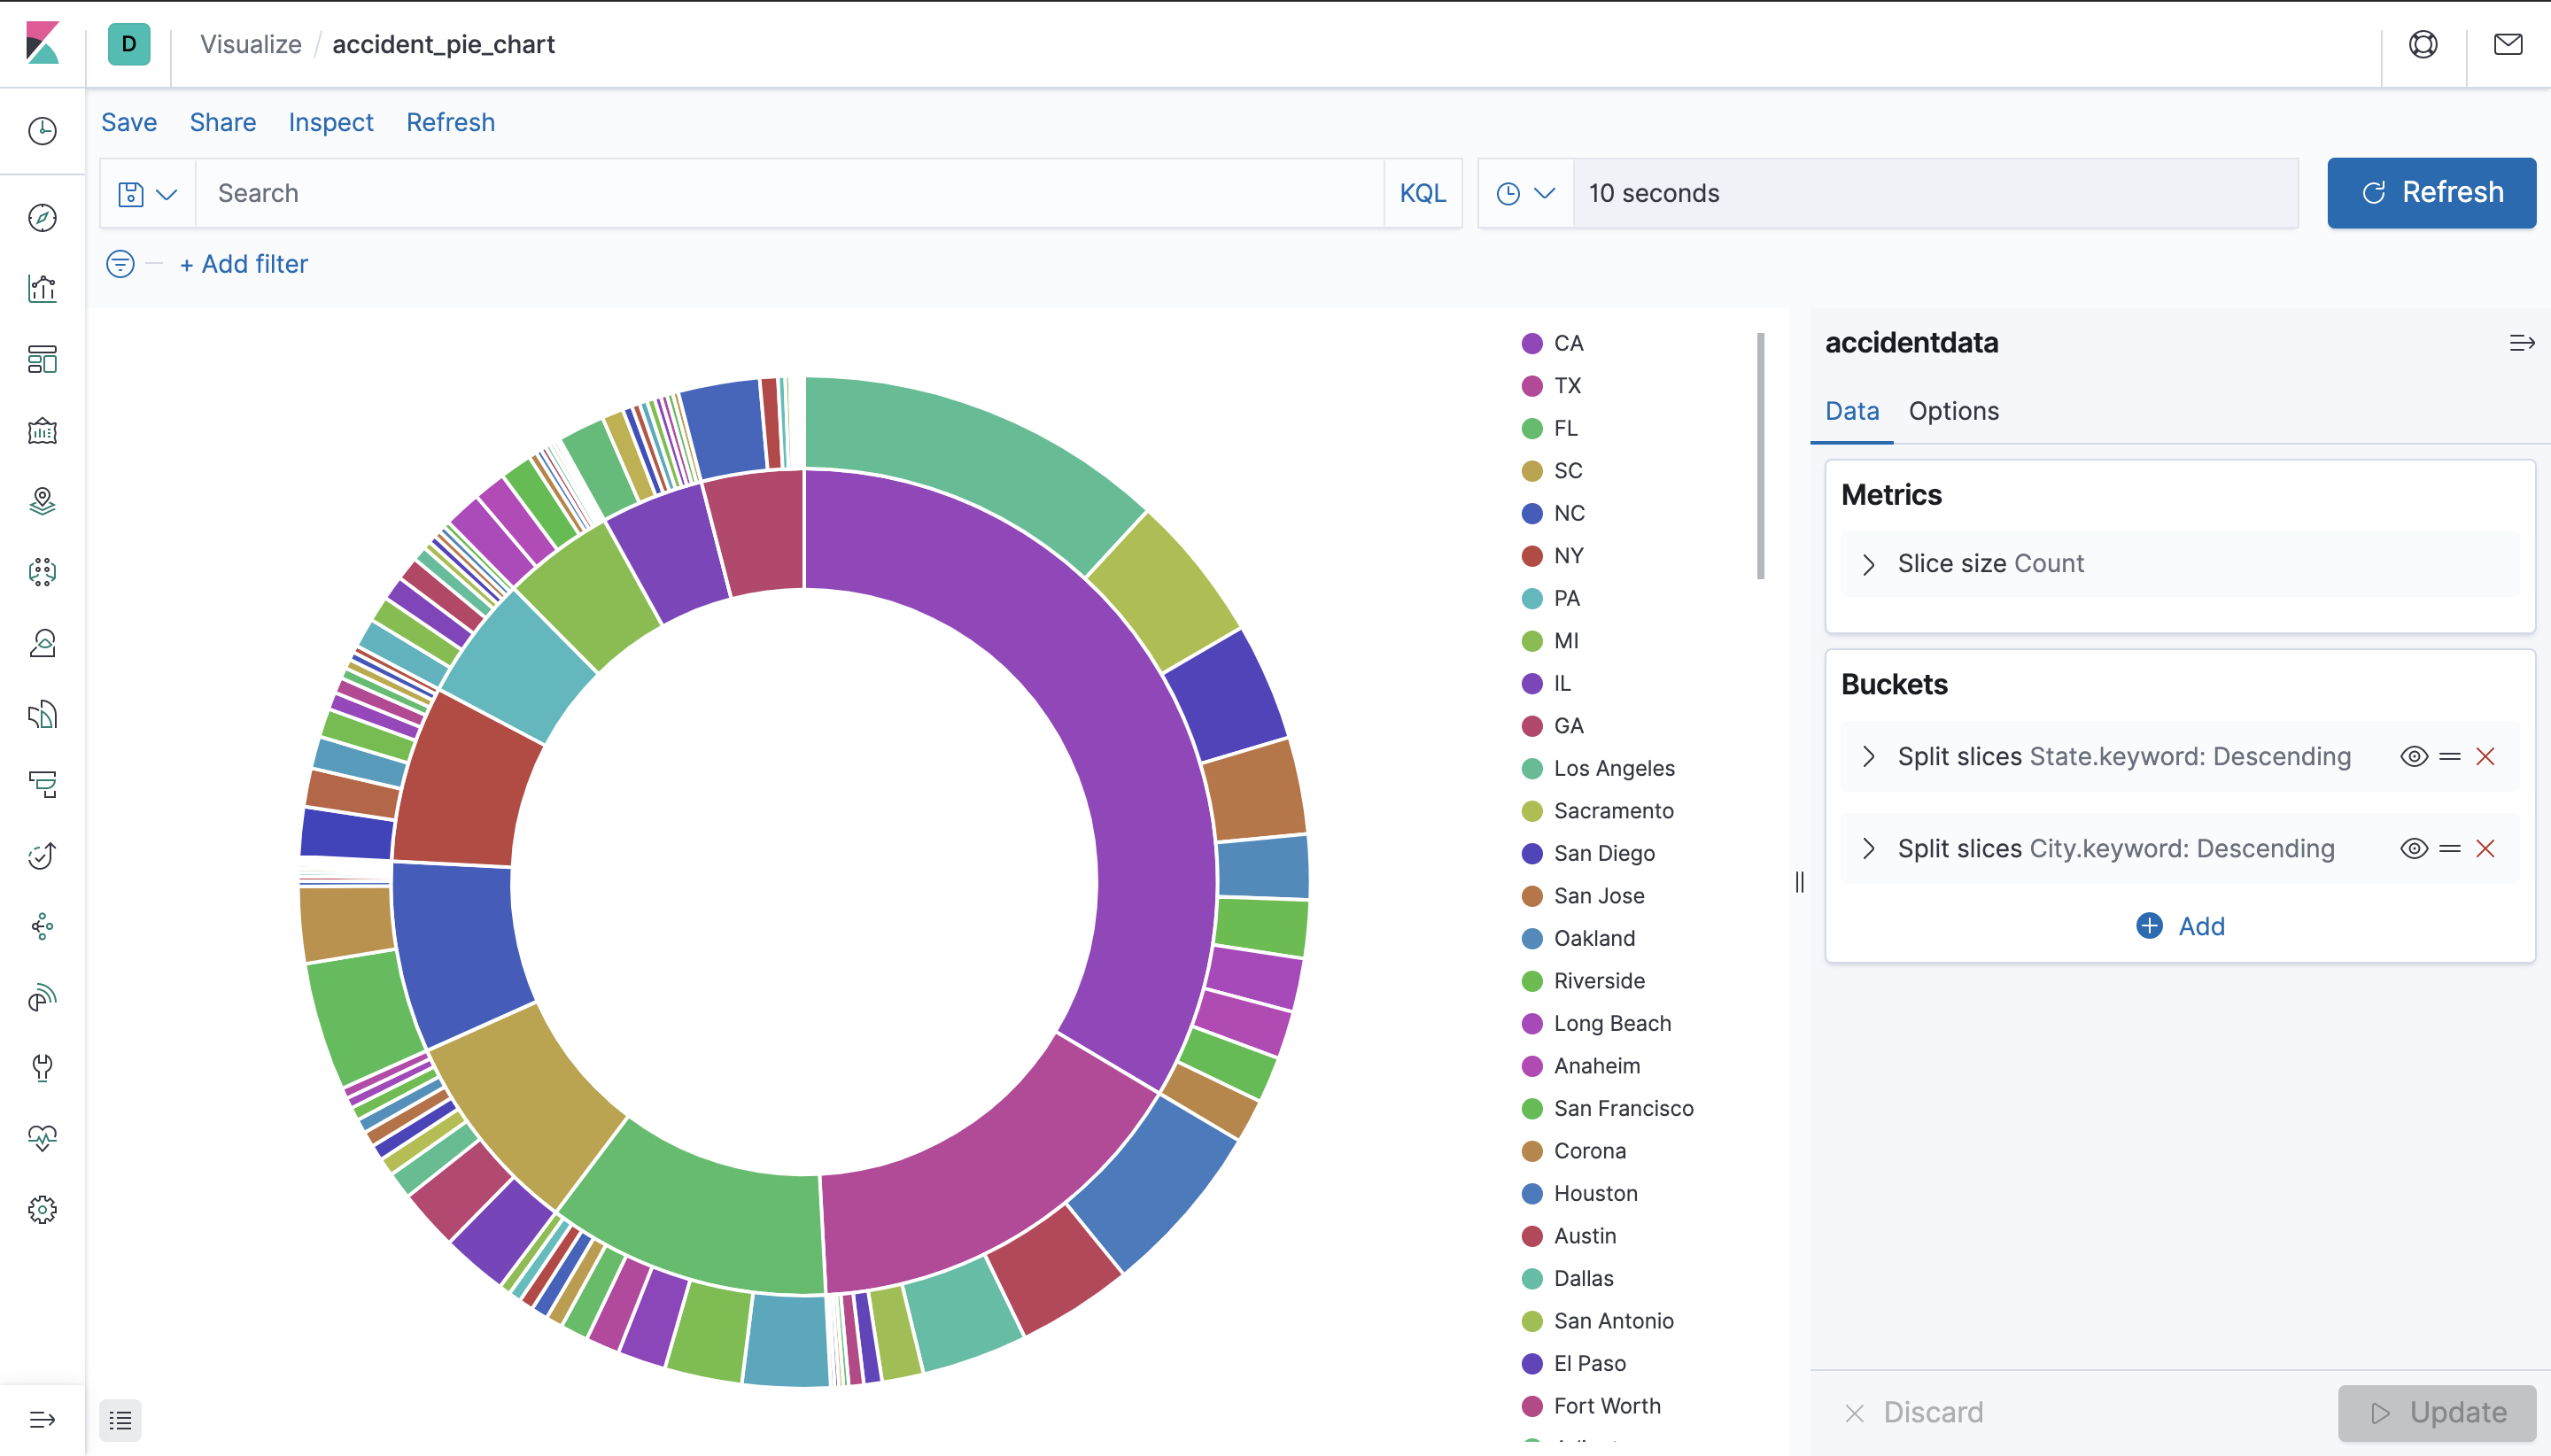 D
Visualize / accident_pie_chart
Save Share Inspect Refresh
Search
KQL
10 seconds
Refresh
+ Add filter
CA
TX
FL
SC
NC
NY
PA
MI
IL
GA
Los Angeles
Sacramento
San Diego
San Jose
Oakland
Riverside
Long Beach
Anaheim
San Francisco
Corona
Houston
Austin
Dallas
San Antonio
El Paso
Fort Worth
accidentdata
Data Options
Metrics
Slice size Count
Buckets
Split slices State.keyword: Descending
Split slices City.keyword: Descending
Add
Discard
Update